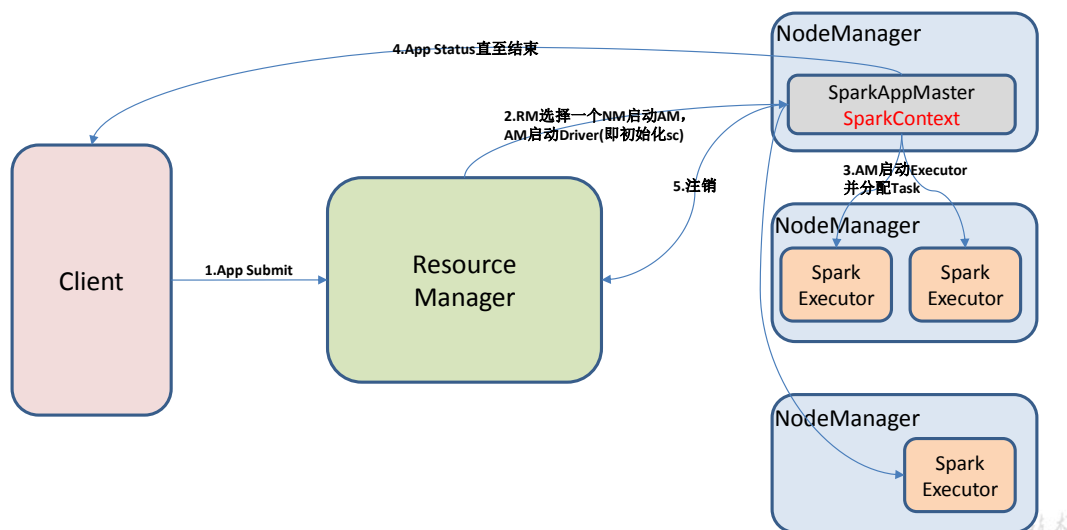 NodeManager
4.App Status直至结束
SparkAppMaster
SparkContext
2.RM选择一个NM启动AM,
AM启动Driver(即初始化sc)
3.AM启动Executor
并分配Task
5.注销
NodeManager
Client
1.App Submit
Resource
Manager
Spark
Executor
Spark
Executor
NodeManager
Spark
Executor